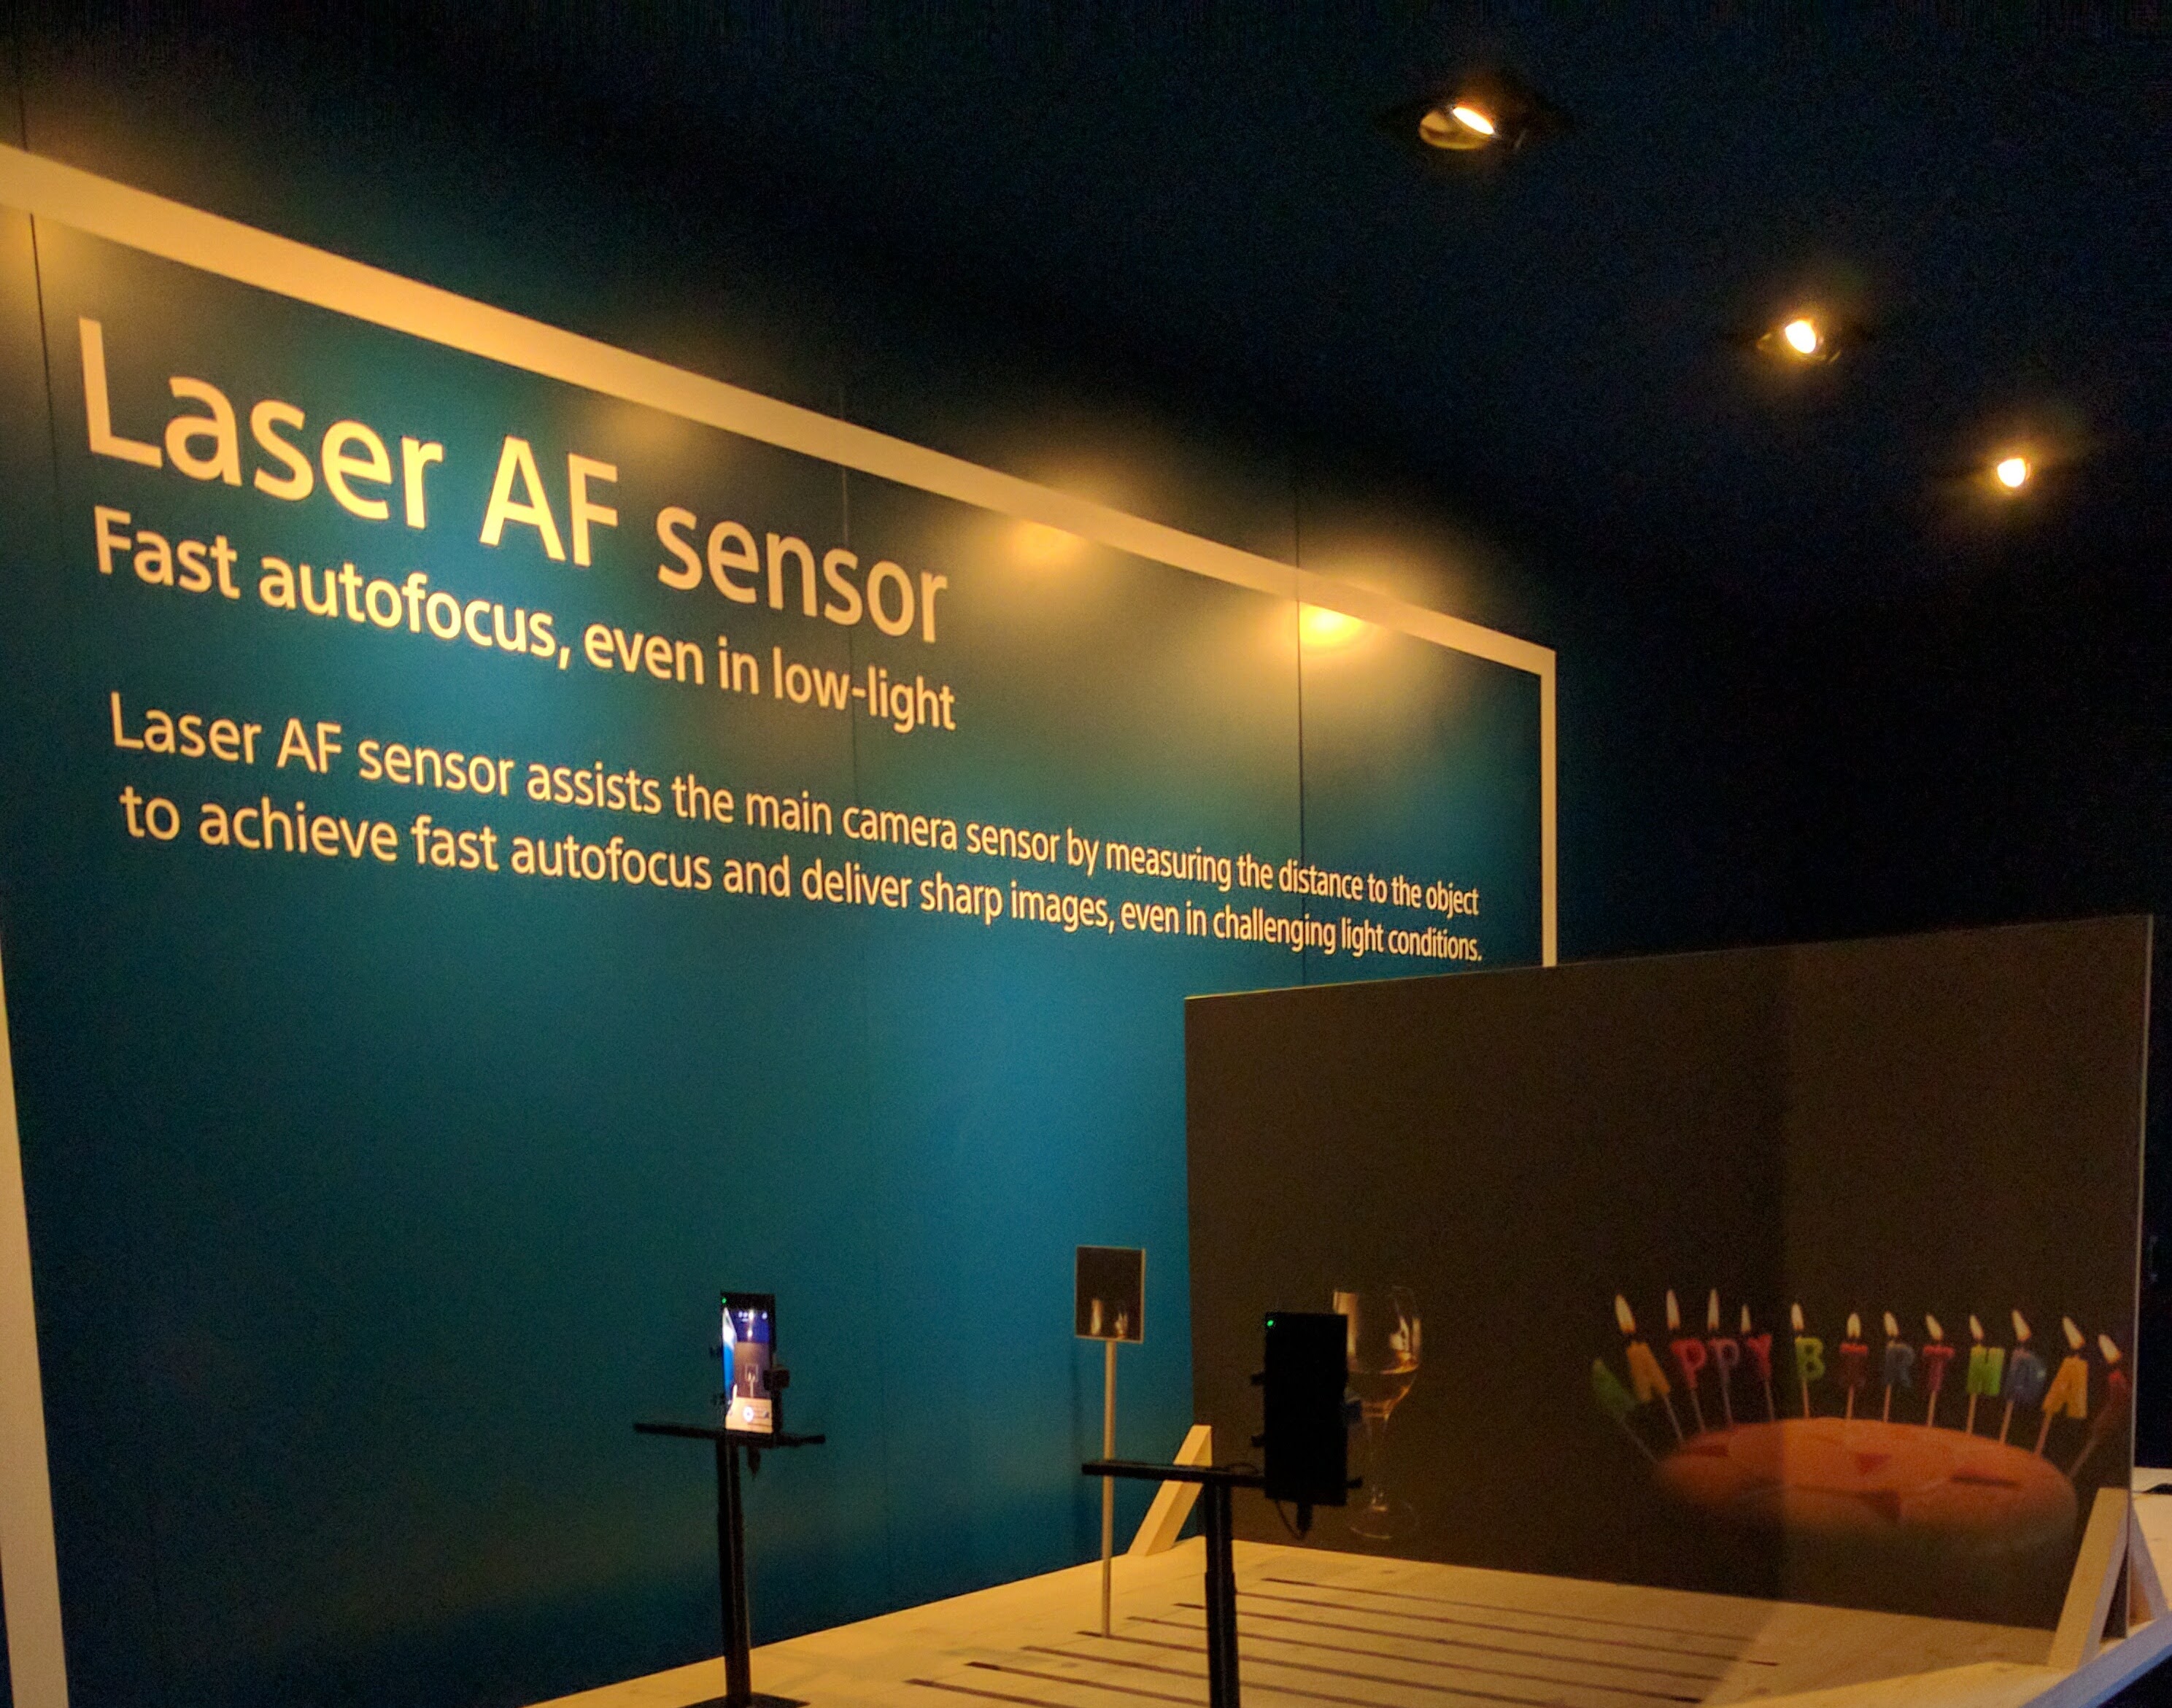 Laser AF sensor
Fast autofocus, even in low-light
Laser AF sensor assists the main camera sensor by measuring the distance to the object
to achieve fast autofocus and deliver sharp images, even in challenging light conditions.
HAPPY BIRTHDAY